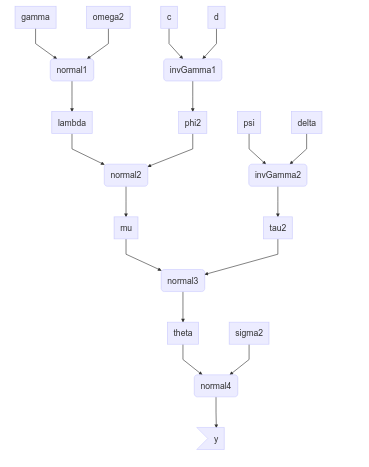 gamma omega2 c d
normal1 invGamma1
lambda phi2 psi delta
normal2 invGamma2
mu tau2
normal3
theta sigma2
normal4
y